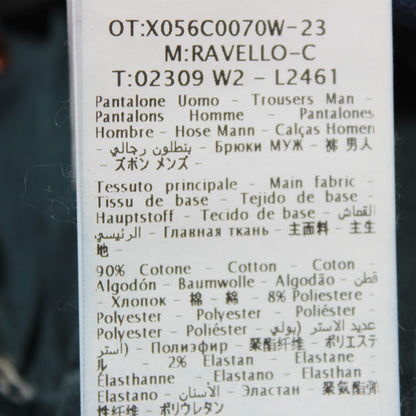 OT:X056C0070W-23
M:RAVELLO-C
T:02309 W2 - L2461
Pantalone Uomo - Trousers Man -
Pantalons Homme - Pantalones
Hombre - Hose Mann - Calças Homen
- بنطلون رجالي - Брюки МУЖ - 裤 男人
- ズボン メンズ -
Tessuto principale - Main fabric -
Tissu de base - Tejido de base -
Hauptstoff - Tecido de base - القماش
الرئيسي - Главная ткань - 主面料 - 主生
地 -
90% Cotone - Cotton - Coton -
Algodón - Baumwolle - Algodão - قطن
- Хлопок - 棉 - 綿 - 8% Poliestere -
Polyester - Polyester - Poliéster -
Polyester - Poliéster - عديد الاستر (بولي
استر) - Полиэфир - 聚酯纤维 - ポリエステ
ル - 2% Elastan - Elastane -
Élasthanne - Elastano - Elasthan -
Elastano - الأستان - Эластан - 聚氨酯弹
性纤维 - ポリウレタン